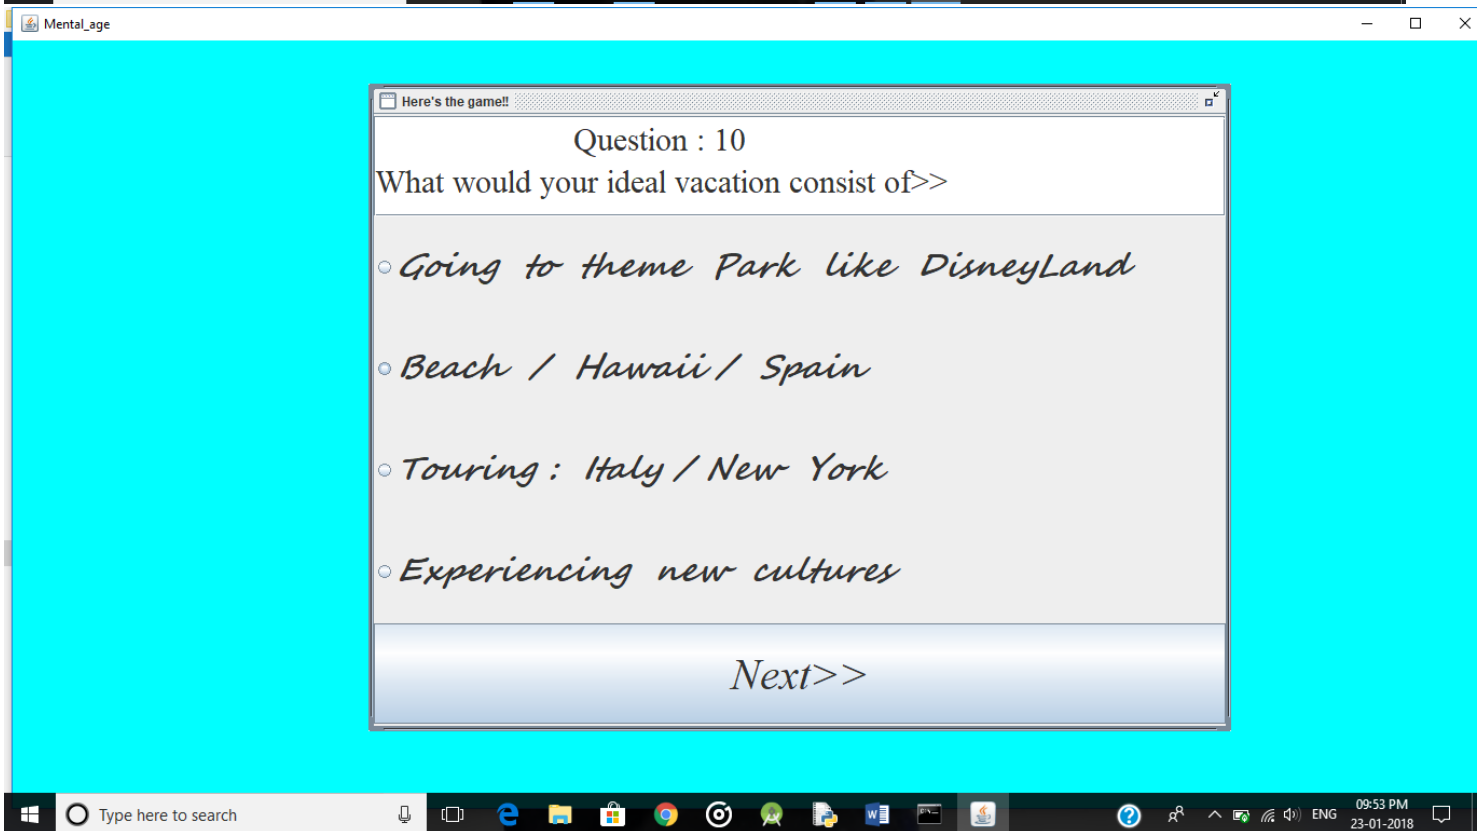 Mental_age
Here's the game!!
Question : 10
What would your ideal vacation consist of>>
Going to theme Park like DisneyLand
Beach / Hawaii / Spain
Touring : Italy / New York
Experiencing new cultures
Next>>
Type here to search
ENG
09:53 PM
23-01-2018